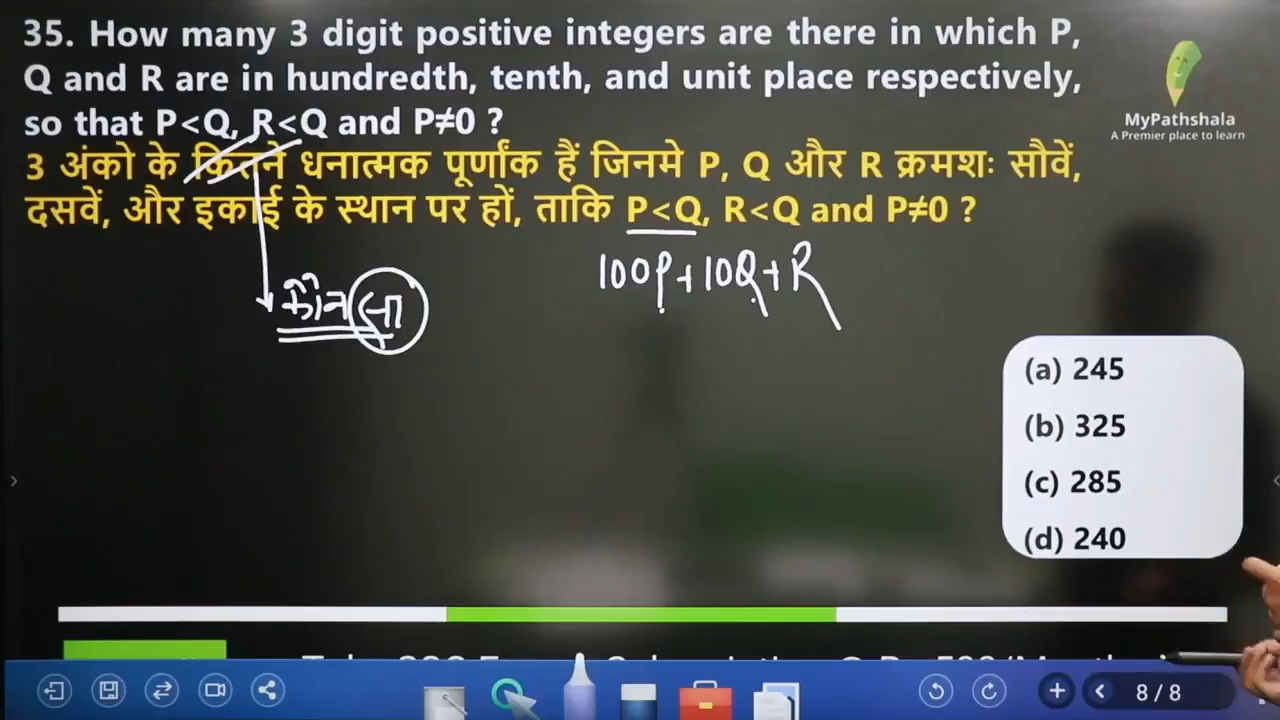 35. How many 3 digit positive integers are there in which P,
Q and R are in hundredth, tenth, and unit place respectively,
so that P<Q, R<Q and P≠0 ?
3 अंको के कितने धनात्मक पूर्णांक हैं जिनमे P, Q और R क्रमशः सौवें,
दसवें, और इकाई के स्थान पर हों, ताकि P<Q, R<Q and P≠0 ?
MyPathshala
A Premier place to learn
100P+10Q+R
कौन सा
(a) 245
(b) 325
(c) 285
(d) 240
8 / 8